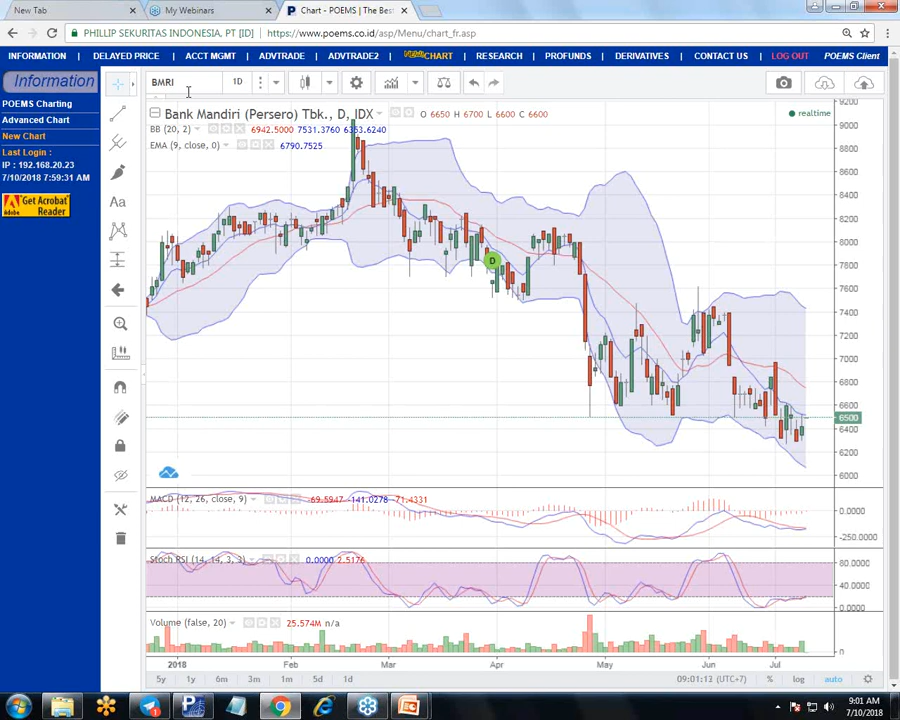 New Tab
My Webinars
Chart - POEMS | The Bes
PHILLIP SEKURITAS INDONESIA, PT [ID]
https://www.poems.co.id/asp/Menu/chart_fr.asp
INFORMATION
DELAYED PRICE
ACCT MGMT
ADVTRADE
ADVTRADE2
CHART
RESEARCH
PROFUNDS
DERIVATIVES
CONTACT US
LOG OUT
POEMS Client
Information
POEMS Charting
Advanced Chart
New Chart
Last Login :
IP : 192.168.20.23
7/10/2018 7:59:31 AM
Get Acrobat
Reader
Adobe
BMRI
1D
Bank Mandiri (Persero) Tbk., D, IDX
O 6650 H 6700 L 6600 C 6600
realtime
BB (20, 2)
6942.5000 7531.3760 6353.6240
EMA (9, close, 0)
6790.7525
Aa
D
9200
9000
8800
8600
8400
8200
8000
7800
7600
7400
7200
7000
6800
6600
6500
6400
6200
6000
MACD (12, 26, close, 9)
-69.5947 -141.0278 -71.4331
0.0000
-250.0000
Stoch RSI (14, 14, 3, 3)
0.0000 2.5176
80.0000
40.0000
0.0000
Volume (false, 20)
25.574M n/a
0
2018
Feb
Mar
Apr
May
Jun
Jul
5y
1y
6m
3m
1m
5d
1d
09:01:12 (UTC+7)
%
log
auto
9:01 AM
7/10/2018